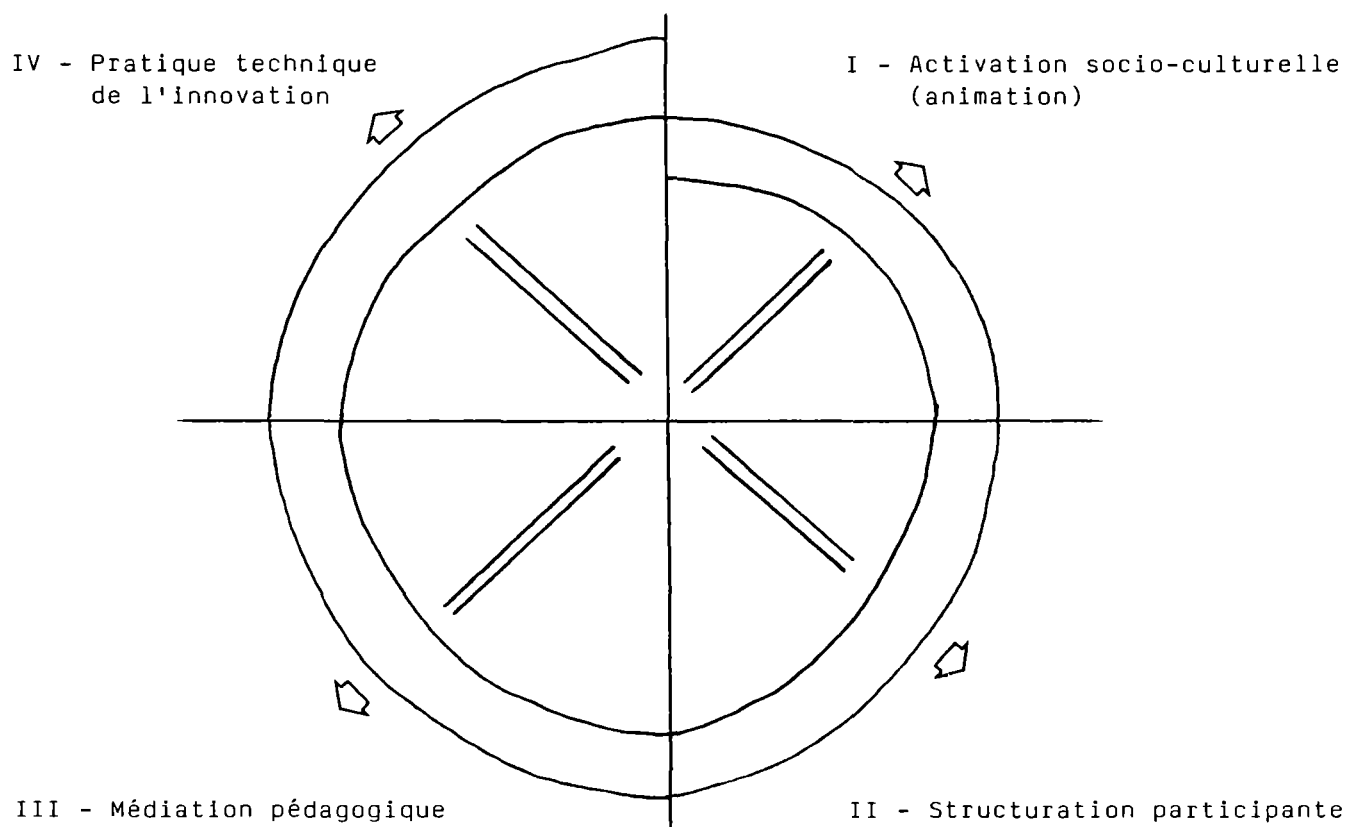 IV - Pratique technique
de l'innovation
I - Activation socio-culturelle
(animation)
III - Médiation pédagogique
II - Structuration participante